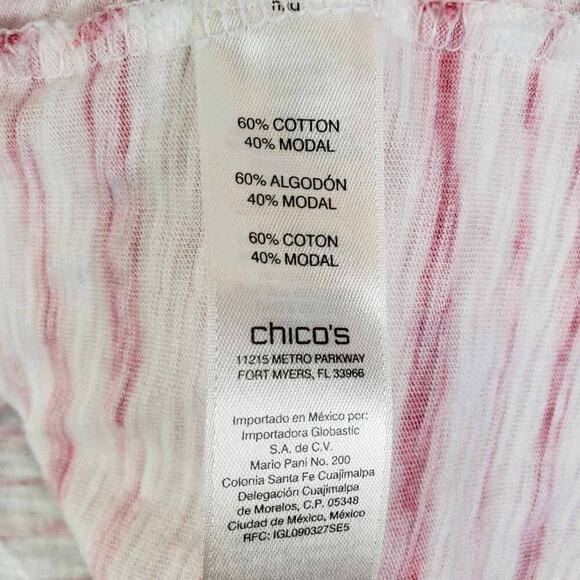 60% COTTON
40% MODAL
60% ALGODÓN
40% MODAL
60% COTON
40% MODAL
chico's
11215 METRO PARKWAY
FORT MYERS, FL 33966
Importado en México por:
Importadora Globastic
S.A. de C.V.
Mario Pani No. 200
Colonia Santa Fe Cuajimalpa
Delegación Cuajimalpa
de Morelos, C.P. 05348
Ciudad de México, México
RFC: IGL090327SE5